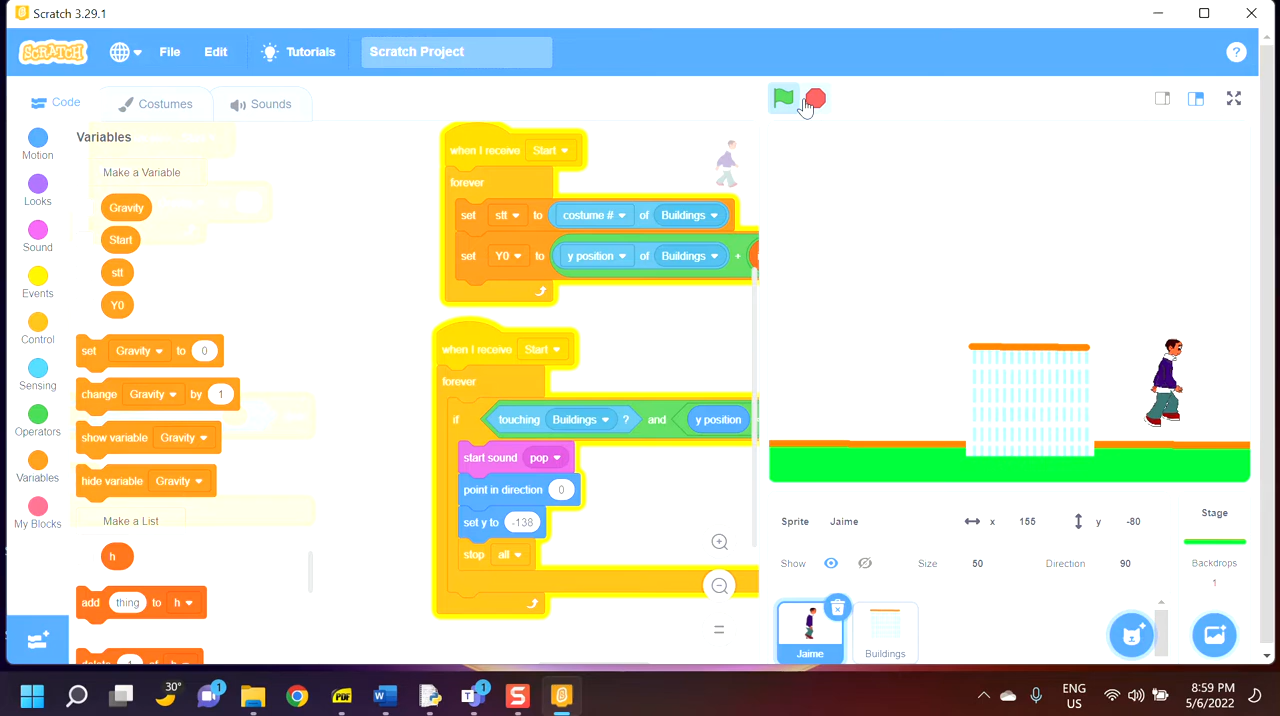 Scratch 3.29.1
SCRATCH
File
Edit
Tutorials
Scratch Project
?
Code
Costumes
Sounds
Motion
Looks
Sound
Events
Control
Sensing
Operators
Variables
My Blocks
Variables
Make a Variable
Gravity
Start
stt
Y0
set Gravity to 0
change Gravity by 1
show variable Gravity
hide variable Gravity
Make a List
h
add thing to h
when I receive Start
forever
set stt to costume # of Buildings
set Y0 to y position of Buildings +
when I receive Start
forever
if touching Buildings ? and y position
start sound pop
point in direction 0
set y to -138
stop all
Sprite Jaime x 155 y -80
Show Size 50 Direction 90
Jaime
Buildings
Stage
Backdrops
1
30°
1
PDF
1
ENG
US
8:59 PM
5/6/2022